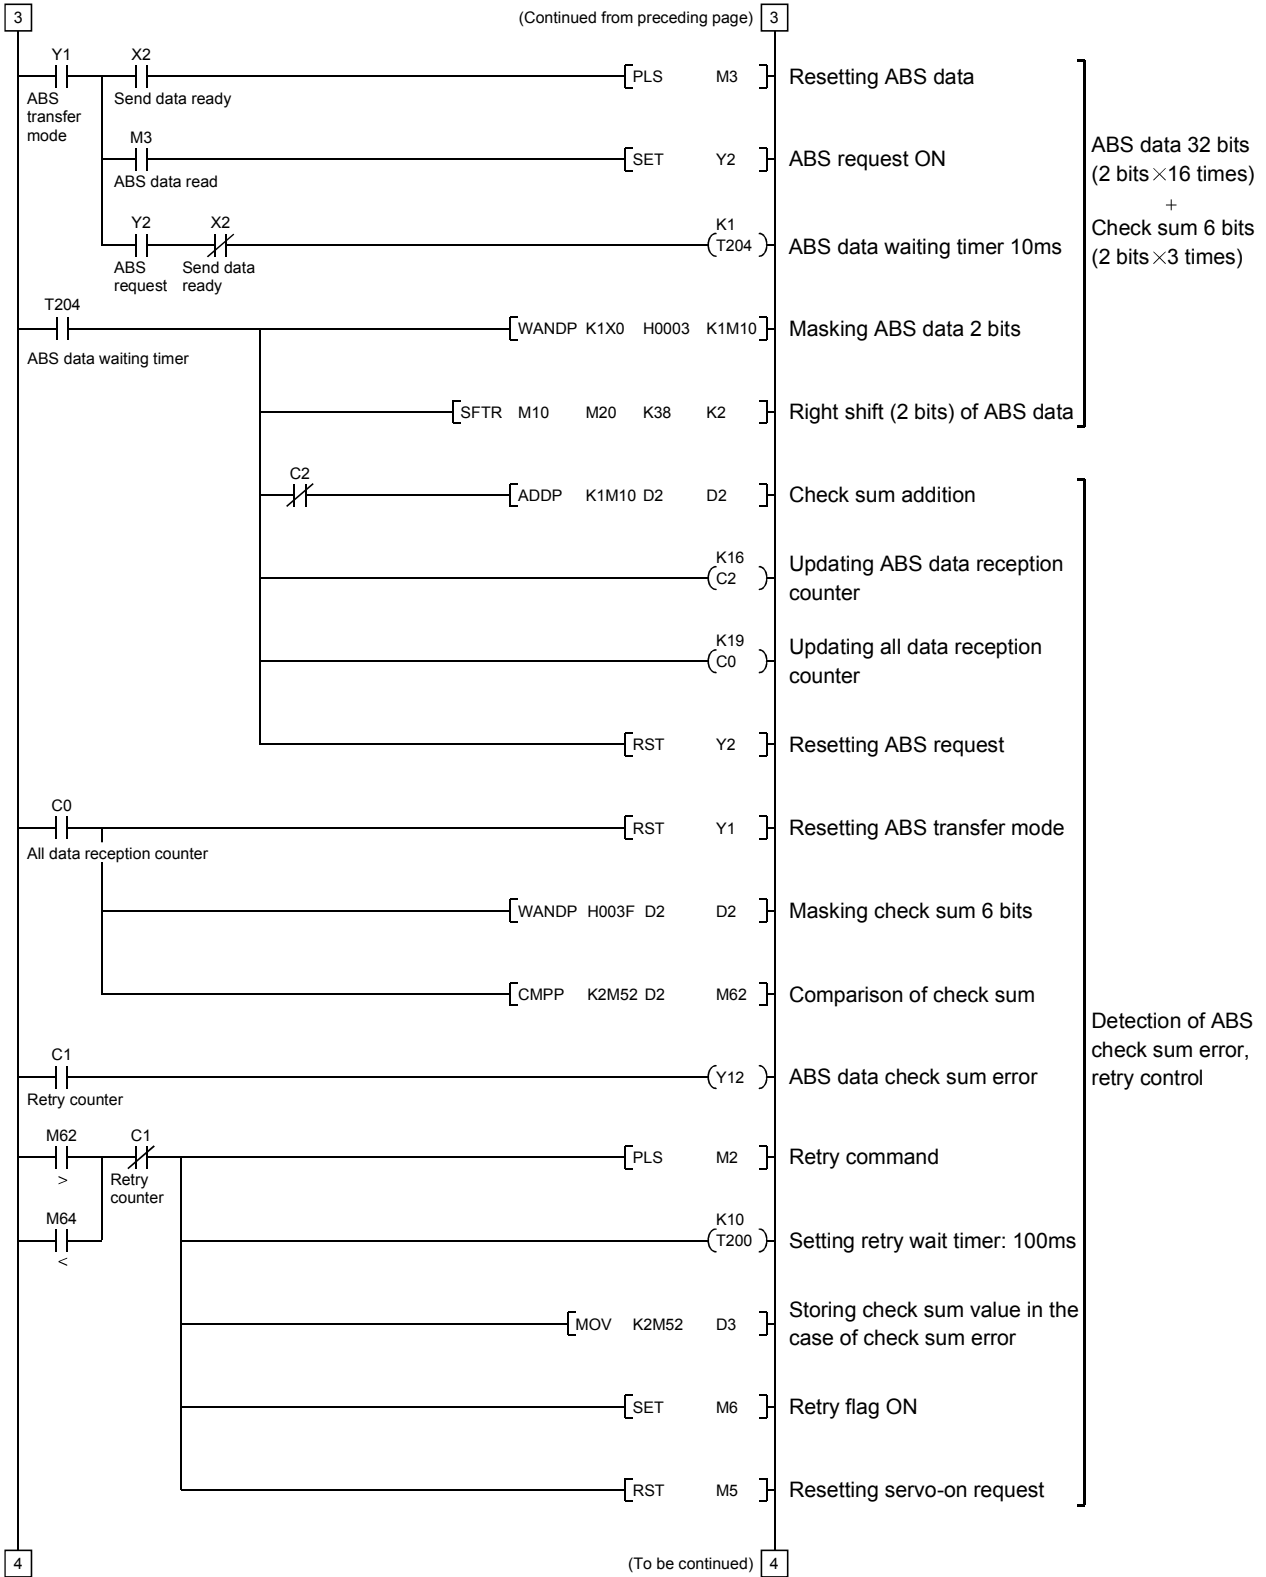 3 (Continued from preceding page) 3
Y1 X2
PLS M3 Resetting ABS data
ABS transfer mode
Send data ready
M3
SET Y2 ABS request ON
ABS data read
ABS data 32 bits
(2 bits×16 times)
+
Check sum 6 bits
(2 bits×3 times)
Y2 X2 K1
T204 ABS data waiting timer 10ms
ABS request
Send data ready
T204
WANDP K1X0 H0003 K1M10 Masking ABS data 2 bits
ABS data waiting timer
SFTR M10 M20 K38 K2 Right shift (2 bits) of ABS data
C2
ADDP K1M10 D2 D2 Check sum addition
K16
C2 Updating ABS data reception
counter
K19
C0 Updating all data reception
counter
RST Y2 Resetting ABS request
C0
RST Y1 Resetting ABS transfer mode
All data reception counter
WANDP H003F D2 D2 Masking check sum 6 bits
CMPP K2M52 D2 M62 Comparison of check sum
Detection of ABS
check sum error,
retry control
C1
Y12 ABS data check sum error
Retry counter
M62 C1
PLS M2 Retry command
>
Retry
counter
M64 K10
T200 Setting retry wait timer: 100ms
<
MOV K2M52 D3 Storing check sum value in the
case of check sum error
SET M6 Retry flag ON
RST M5 Resetting servo-on request
4 (To be continued) 4